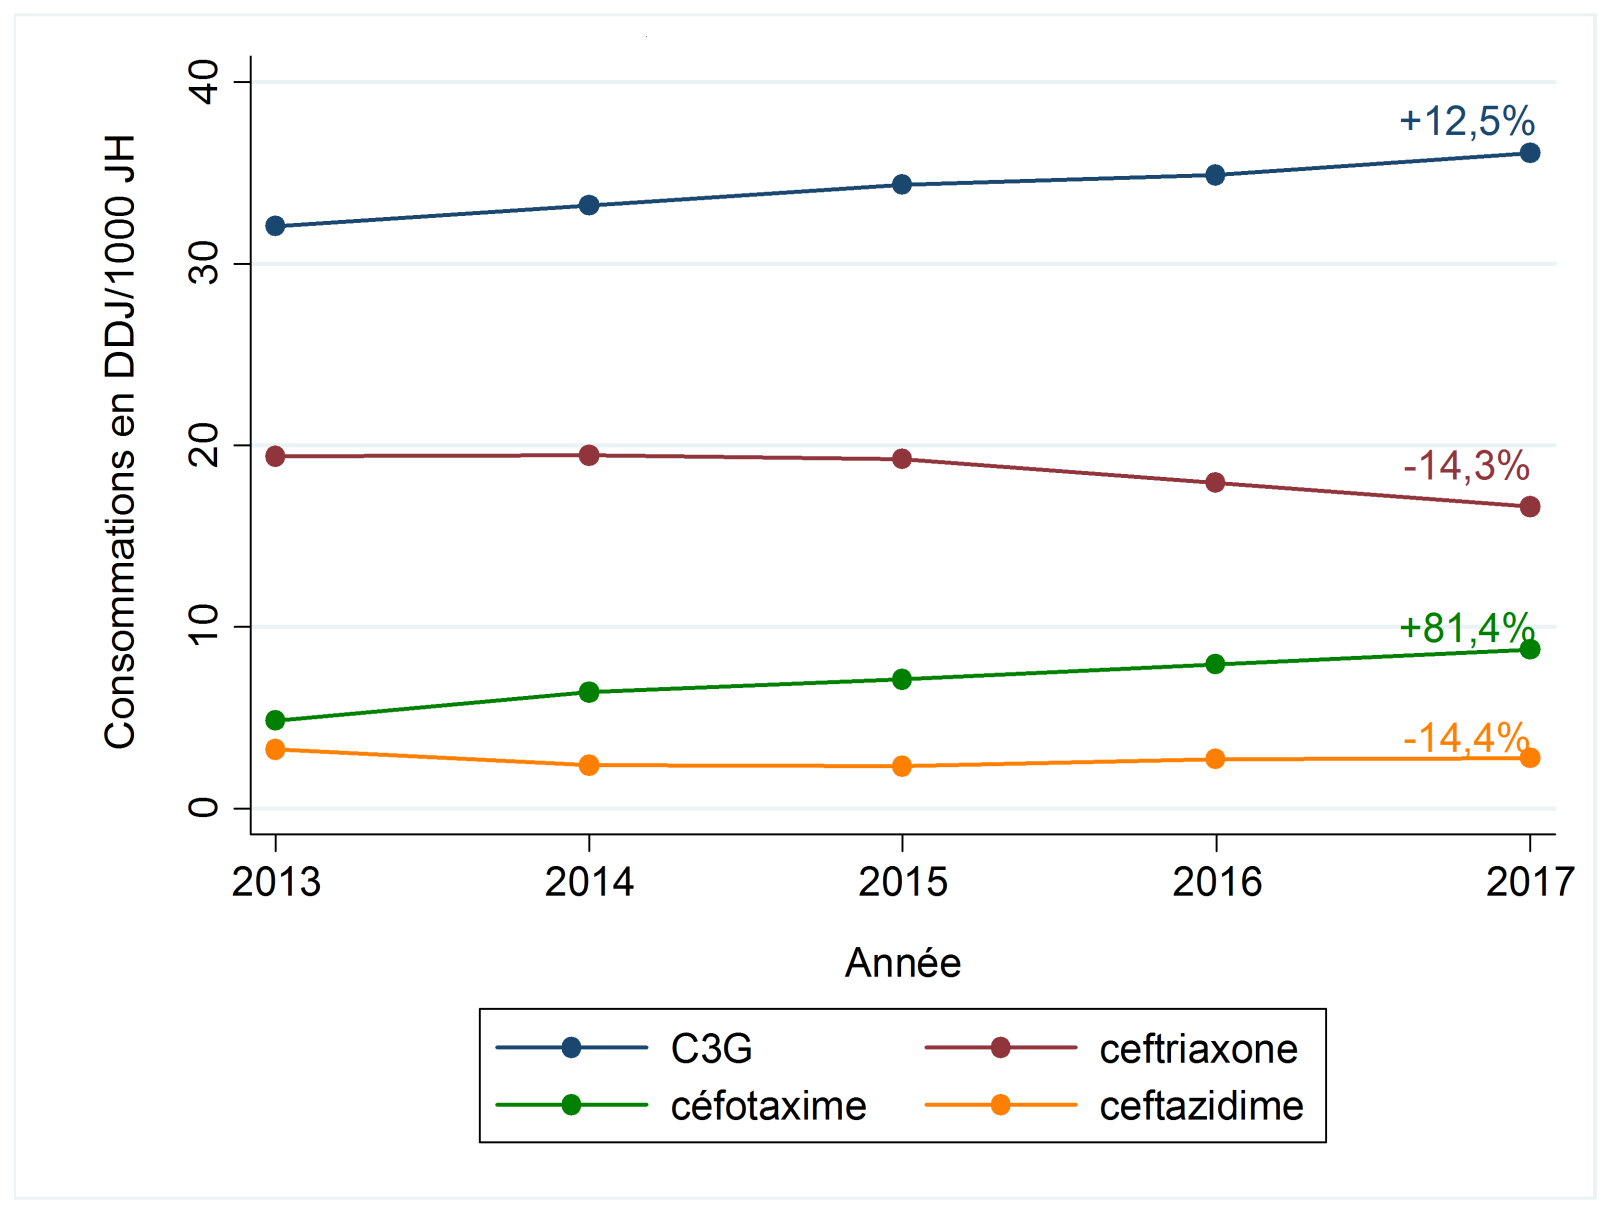 Consommations en DDJ/1000 JH
40
30
20
10
0
+12,5%
-14,3%
+81,4%
-14,4%
2013 2014 2015 2016 2017
Année
C3G ceftriaxone
céfotaxime ceftazidime